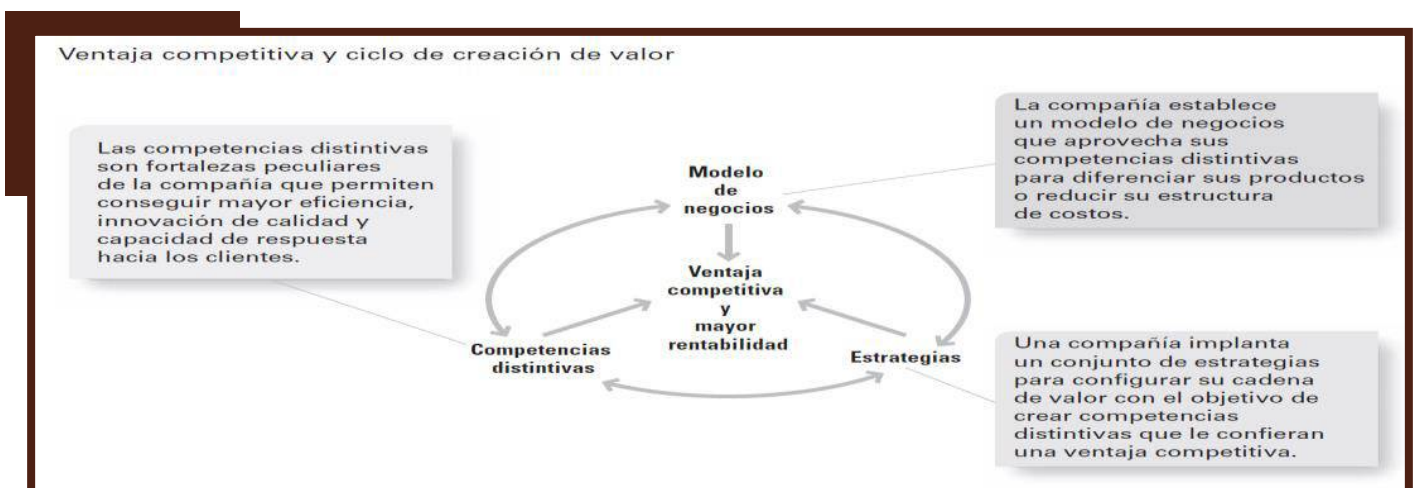 Ventaja competitiva y ciclo de creación de valor
Las competencias distintivas
son fortalezas peculiares
de la compañía que permiten
conseguir mayor eficiencia,
innovación de calidad y
capacidad de respuesta
hacia los clientes.
La compañía establece
un modelo de negocios
que aprovecha sus
competencias distintivas
para diferenciar sus productos
o reducir su estructura
de costos.
Modelo
de
negocios
Ventaja
competitiva
y
mayor
rentabilidad
Competencias
distintivas
Estrategias
Una compañía implanta
un conjunto de estrategias
para configurar su cadena
de valor con el objetivo de
crear competencias
distintivas que le confieran
una ventaja competitiva.